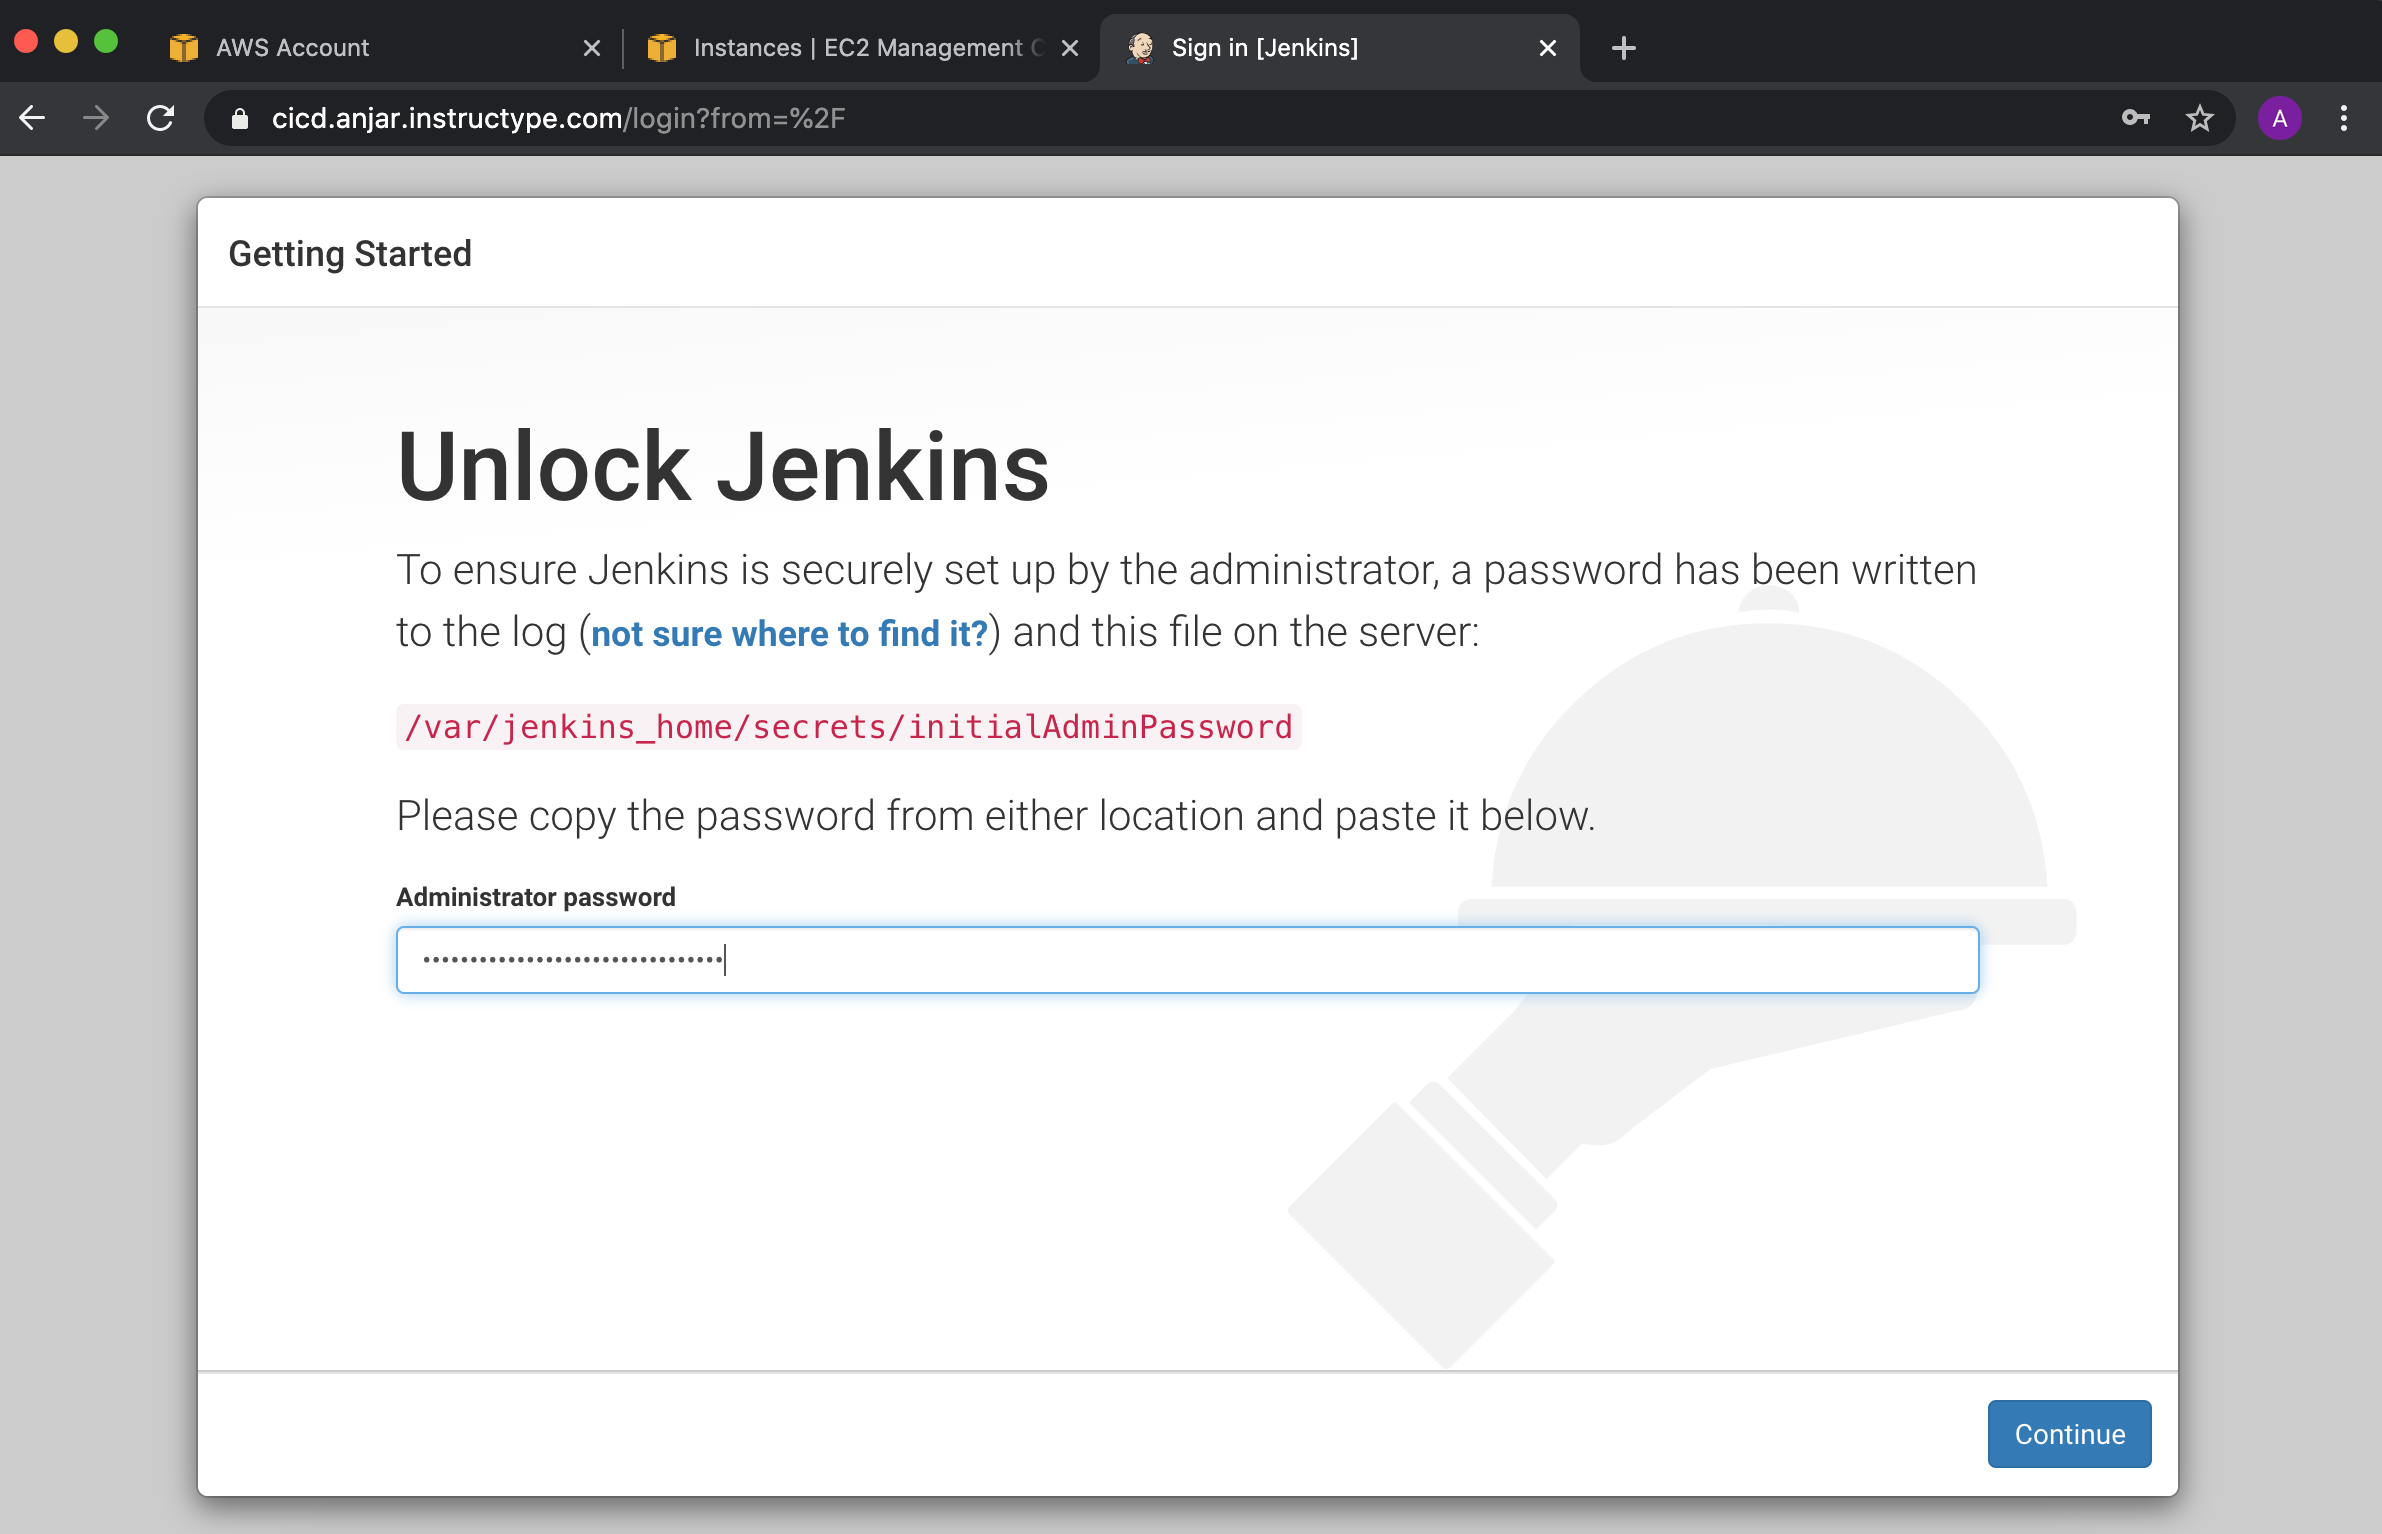 AWS Account
Instances | EC2 Management C
Sign in [Jenkins]
cicd.anjar.instructype.com/login?from=%2F
A
Getting Started
Unlock Jenkins
To ensure Jenkins is securely set up by the administrator, a password has been written
to the log (not sure where to find it?) and this file on the server:
/var/jenkins_home/secrets/initialAdminPassword
Please copy the password from either location and paste it below.
Administrator password
Continue